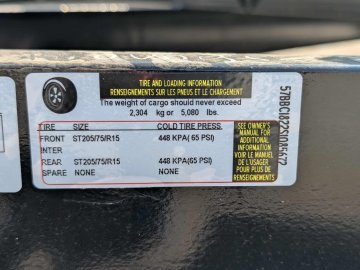 TIRE AND LOADING INFORMATION
RENSEIGNEMENTS SUR LES PNEUS ET LE CHARGEMENT
The weight of cargo should never exceed
2,304 kg or 5,080 lbs.
TIRE SIZE COLD TIRE PRESS.
FRONT ST205/75/R15 448 KPA( 65 PSI)
INTER
REAR ST205/75/R15 448 KPA(65 PSI)
SPARE NONE NONE
SEE OWNER'S
MANUAL FOR
ADDITIONAL
INFORMATION
VOIR LE MANUEL
DE L'USAGER
POUR PLUS DE
RENSEIGNEMENTS